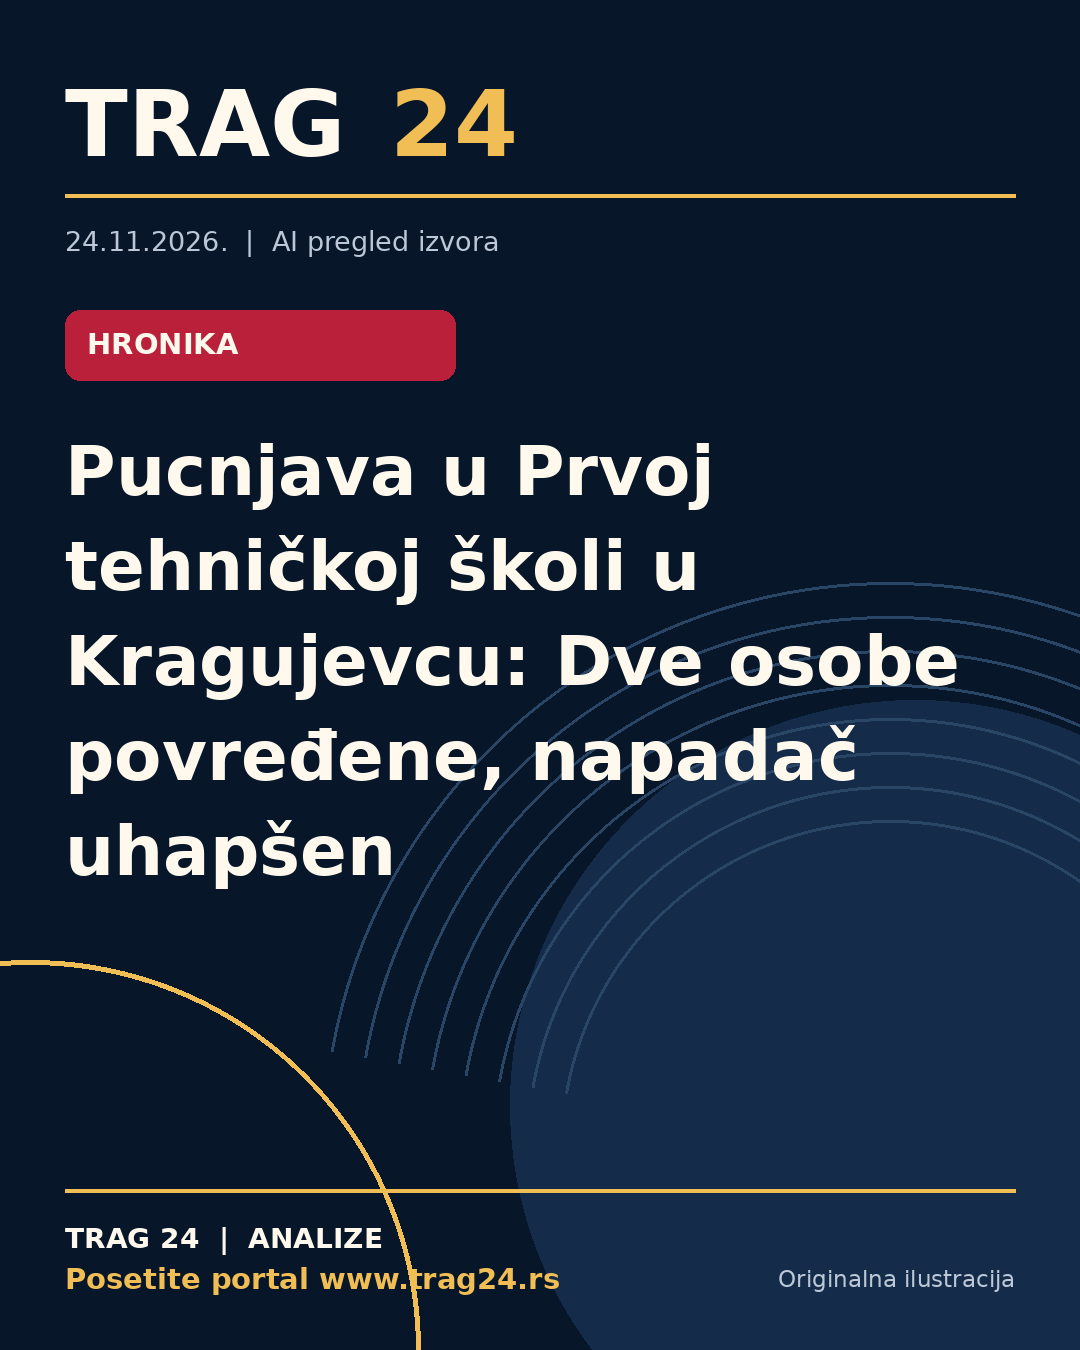 TRAG 24
24.11.2026. | AI pregled izvora
HRONIKA
Pucnjava u Prvoj
tehničkoj školi u
Kragujevcu: Dve osobe
povređene, napadač
uhapšen
TRAG 24 | ANALIZE
Posetite portal www.trag24.rs
Originalna ilustracija